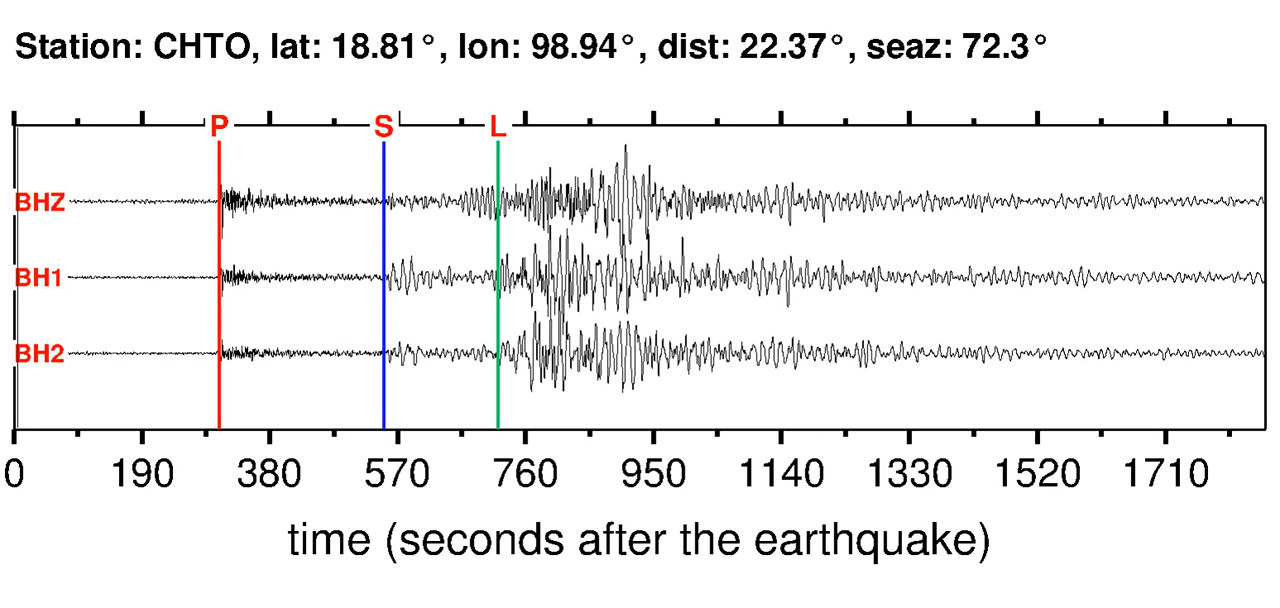 Station: CHTO, lat: 18.81°, lon: 98.94°, dist: 22.37°, seaz: 72.3°
P S L
BHZ
BH1
BH2
0 190 380 570 760 950 1140 1330 1520 1710
time (seconds after the earthquake)